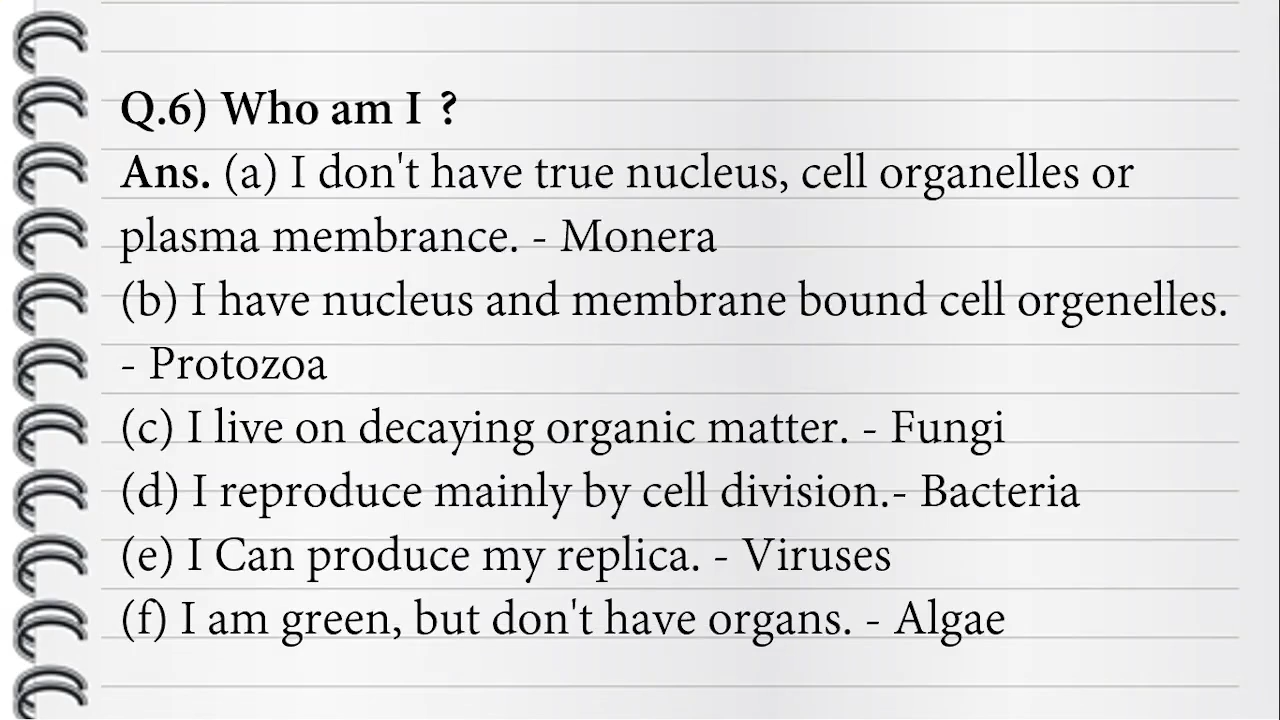 Q.6) Who am I ?
Ans. (a) I don't have true nucleus, cell organelles or
plasma membrance. - Monera
(b) I have nucleus and membrane bound cell orgenelles.
- Protozoa
(c) I live on decaying organic matter. - Fungi
(d) I reproduce mainly by cell division.- Bacteria
(e) I Can produce my replica. - Viruses
(f) I am green, but don't have organs. - Algae